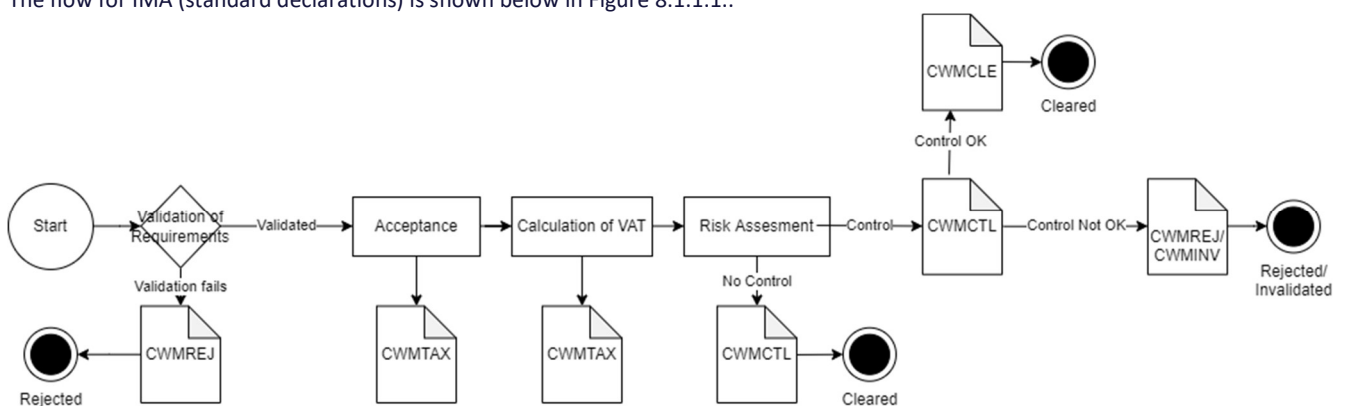 The flow for IMA (standard declarations) is shown below in Figure 8.1.1.1..
CWMCLE
Cleared
Control OK
Start
Validation of
Requirements
Validated
Acceptance
Calculation of VAT
Risk Assesment
Control
CWMCTL
Control Not OK
CWMREJ/
CWMINV
Rejected/
Invalidated
Validation fails
No Control
CWMREJ
Rejected
CWMTAX
CWMTAX
CWMCTL
Cleared